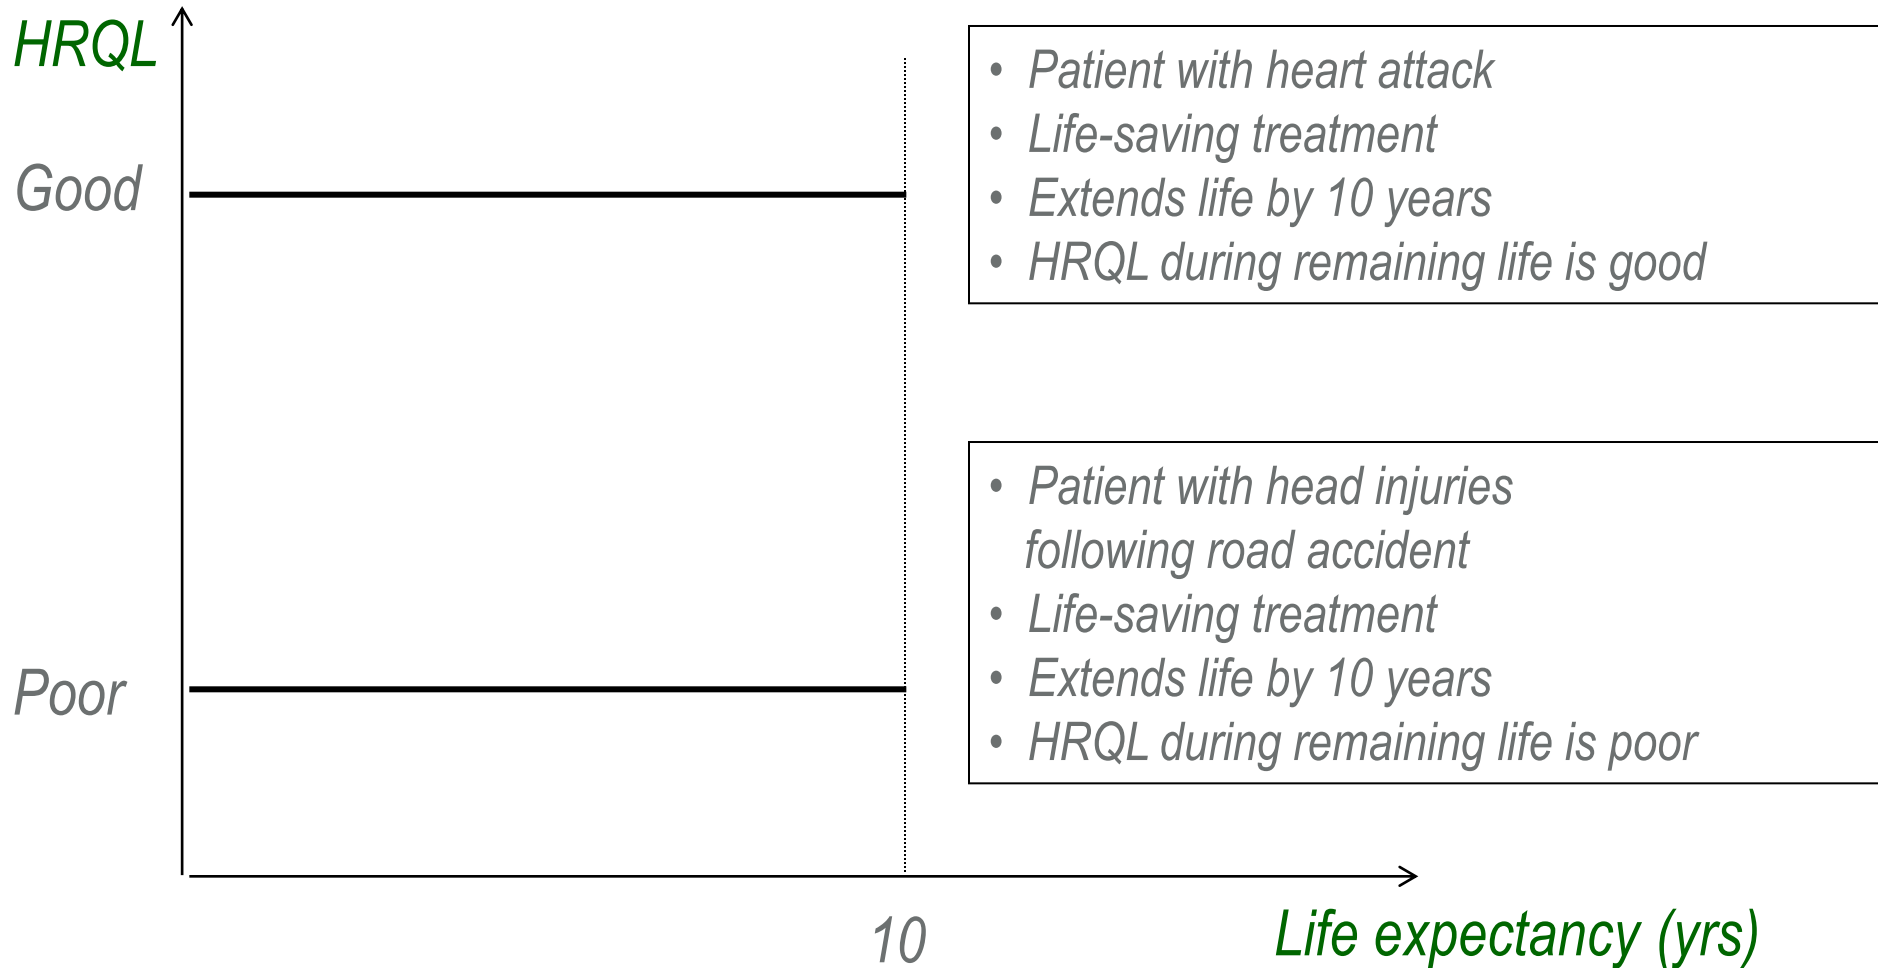 HRQL
Good
Poor
10
Life expectancy (yrs)
• Patient with heart attack
• Life-saving treatment
• Extends life by 10 years
• HRQL during remaining life is good
• Patient with head injuries
following road accident
• Life-saving treatment
• Extends life by 10 years
• HRQL during remaining life is poor